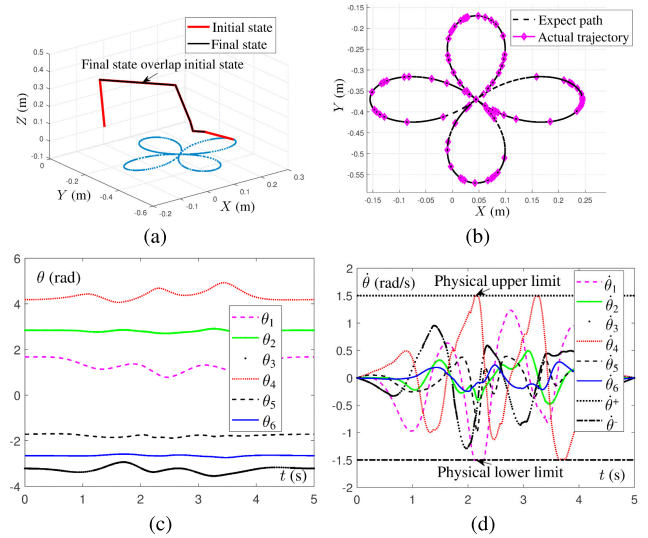 Initial state
Final state
Final state overlap initial state
0.5
0.4
0.3
0.2
0.1
0
-0.1
Z (m)
0
-0.2
-0.4
-0.6
Y (m)
-0.2
-0.1
0
0.1
0.2
0.3
X (m)
(a)
Expect path
Actual trajectory
-0.15
-0.2
-0.25
-0.3
-0.35
-0.4
-0.45
-0.5
-0.55
Y (m)
-0.15
-0.1
-0.05
0
0.05
0.1
0.15
0.2
0.25
X (m)
(b)
θ (rad)
6
4
2
0
-2
-4
θ1
θ2
θ3
θ4
θ5
θ6
t (s)
0 1 2 3 4 5
(c)
θ̇ (rad/s)
2
1.5
1
0.5
0
-0.5
-1
-1.5
-2
Physical upper limit
θ̇1
θ̇2
θ̇3
θ̇4
θ̇5
θ̇6
θ̇+
θ̇-
Physical lower limit
t (s)
0 1 2 3 4 5
(d)